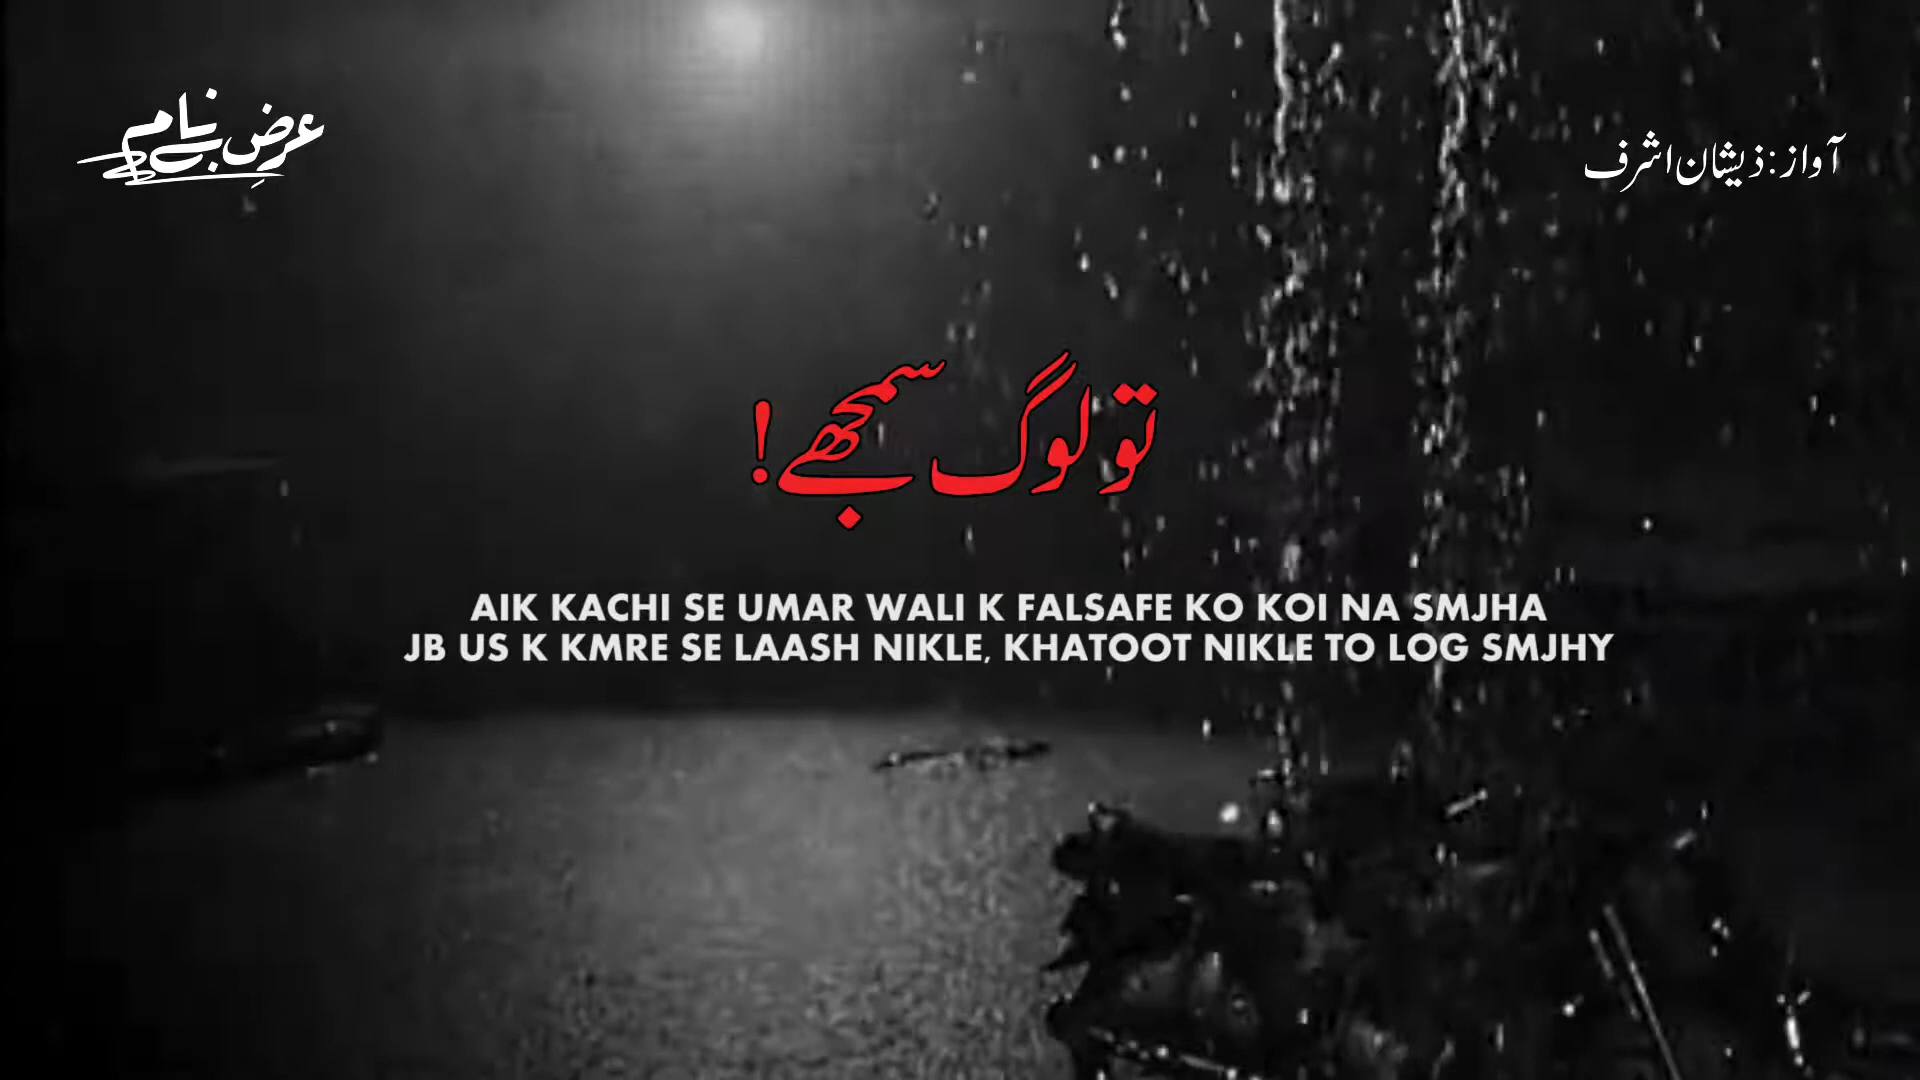 عرضِ بنامِ
آواز: ذیشان اشرف
تو لوگ سمجھے!
AIK KACHI SE UMAR WALI K FALSAFE KO KOI NA SMJHA
JB US K KMRE SE LAASH NIKLE, KHATOOT NIKLE TO LOG SMJHY